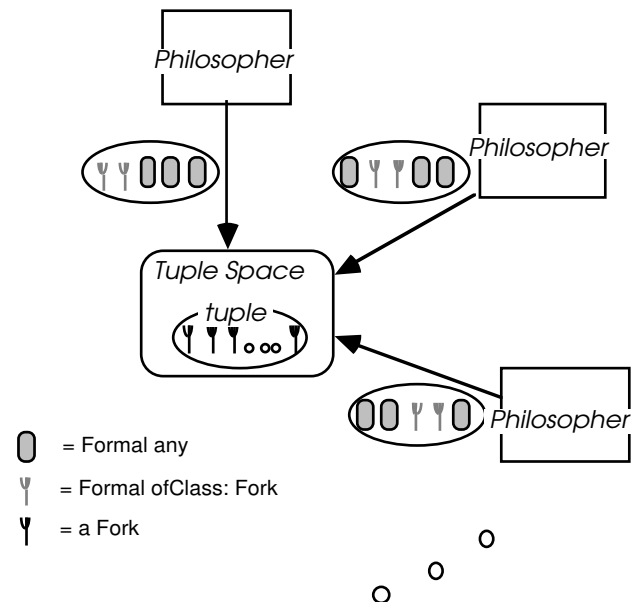 Philosopher
Philosopher
Tuple Space
tuple
Philosopher
= Formal any
= Formal ofClass: Fork
= a Fork